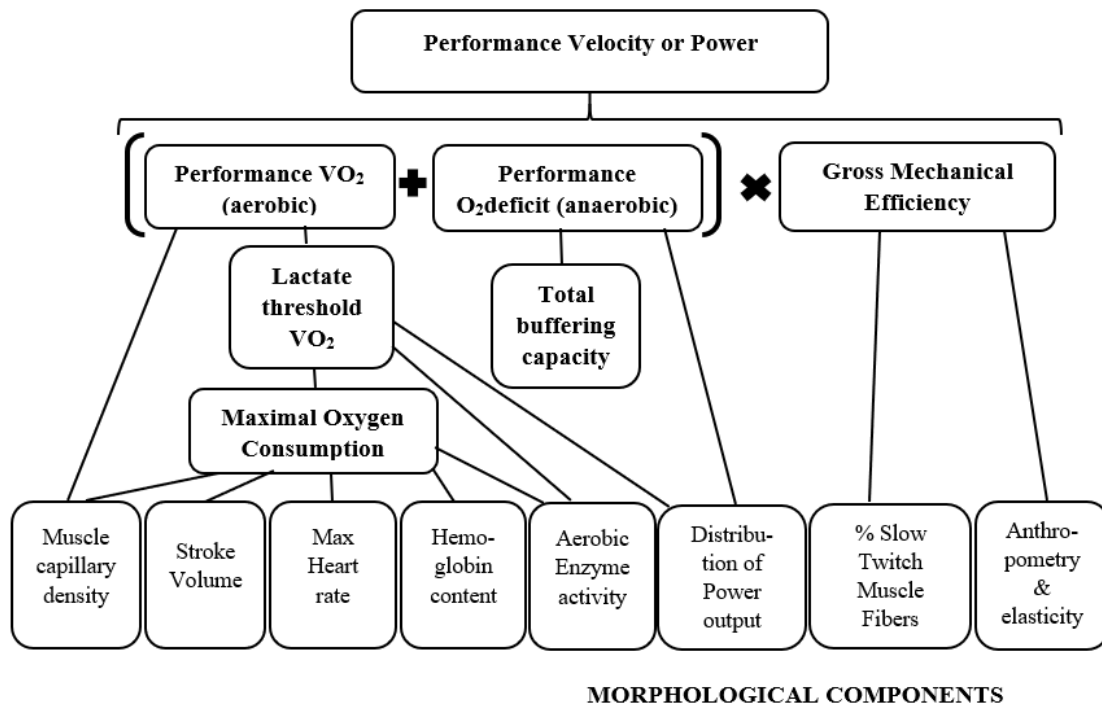 Performance Velocity or Power
Performance VO₂
(aerobic)
Performance
O₂deficit (anaerobic)
Gross Mechanical
Efficiency
Lactate
threshold
VO₂
Total
buffering
capacity
Maximal Oxygen
Consumption
Muscle
capillary
density
Stroke
Volume
Max
Heart
rate
Hemo-
globin
content
Aerobic
Enzyme
activity
Distribu-
tion of
Power
output
% Slow
Twitch
Muscle
Fibers
Anthro-
pometry
&
elasticity
MORPHOLOGICAL COMPONENTS